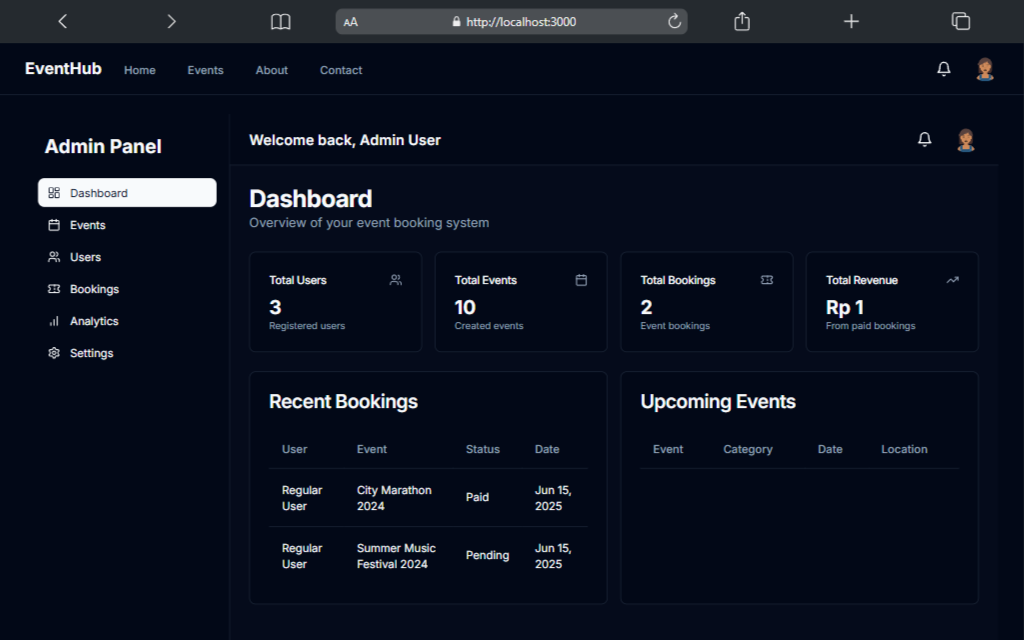 AA http://localhost:3000
EventHub Home Events About Contact
Admin Panel
Dashboard
Events
Users
Bookings
Analytics
Settings
Welcome back, Admin User
Dashboard
Overview of your event booking system
Total Users
3
Registered users
Total Events
10
Created events
Total Bookings
2
Event bookings
Total Revenue
Rp 1
From paid bookings
Recent Bookings
User Event Status Date
Regular User City Marathon 2024 Paid Jun 15, 2025
Regular User Summer Music Festival 2024 Pending Jun 15, 2025
Upcoming Events
Event Category Date Location